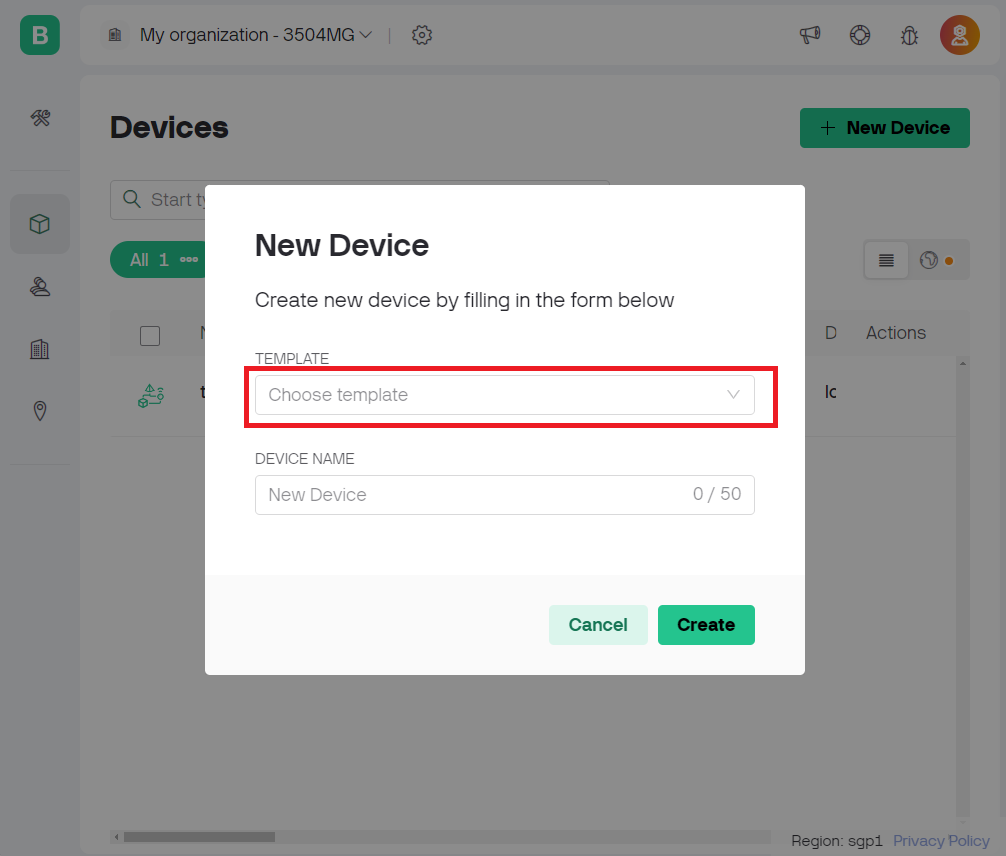 B
My organization - 3504MG
Devices
New Device
Start ty
All 1
New Device
Create new device by filling in the form below
D Actions
TEMPLATE
Choose template
DEVICE NAME
New Device 0 / 50
Cancel Create
Region: sgp1 Privacy Policy